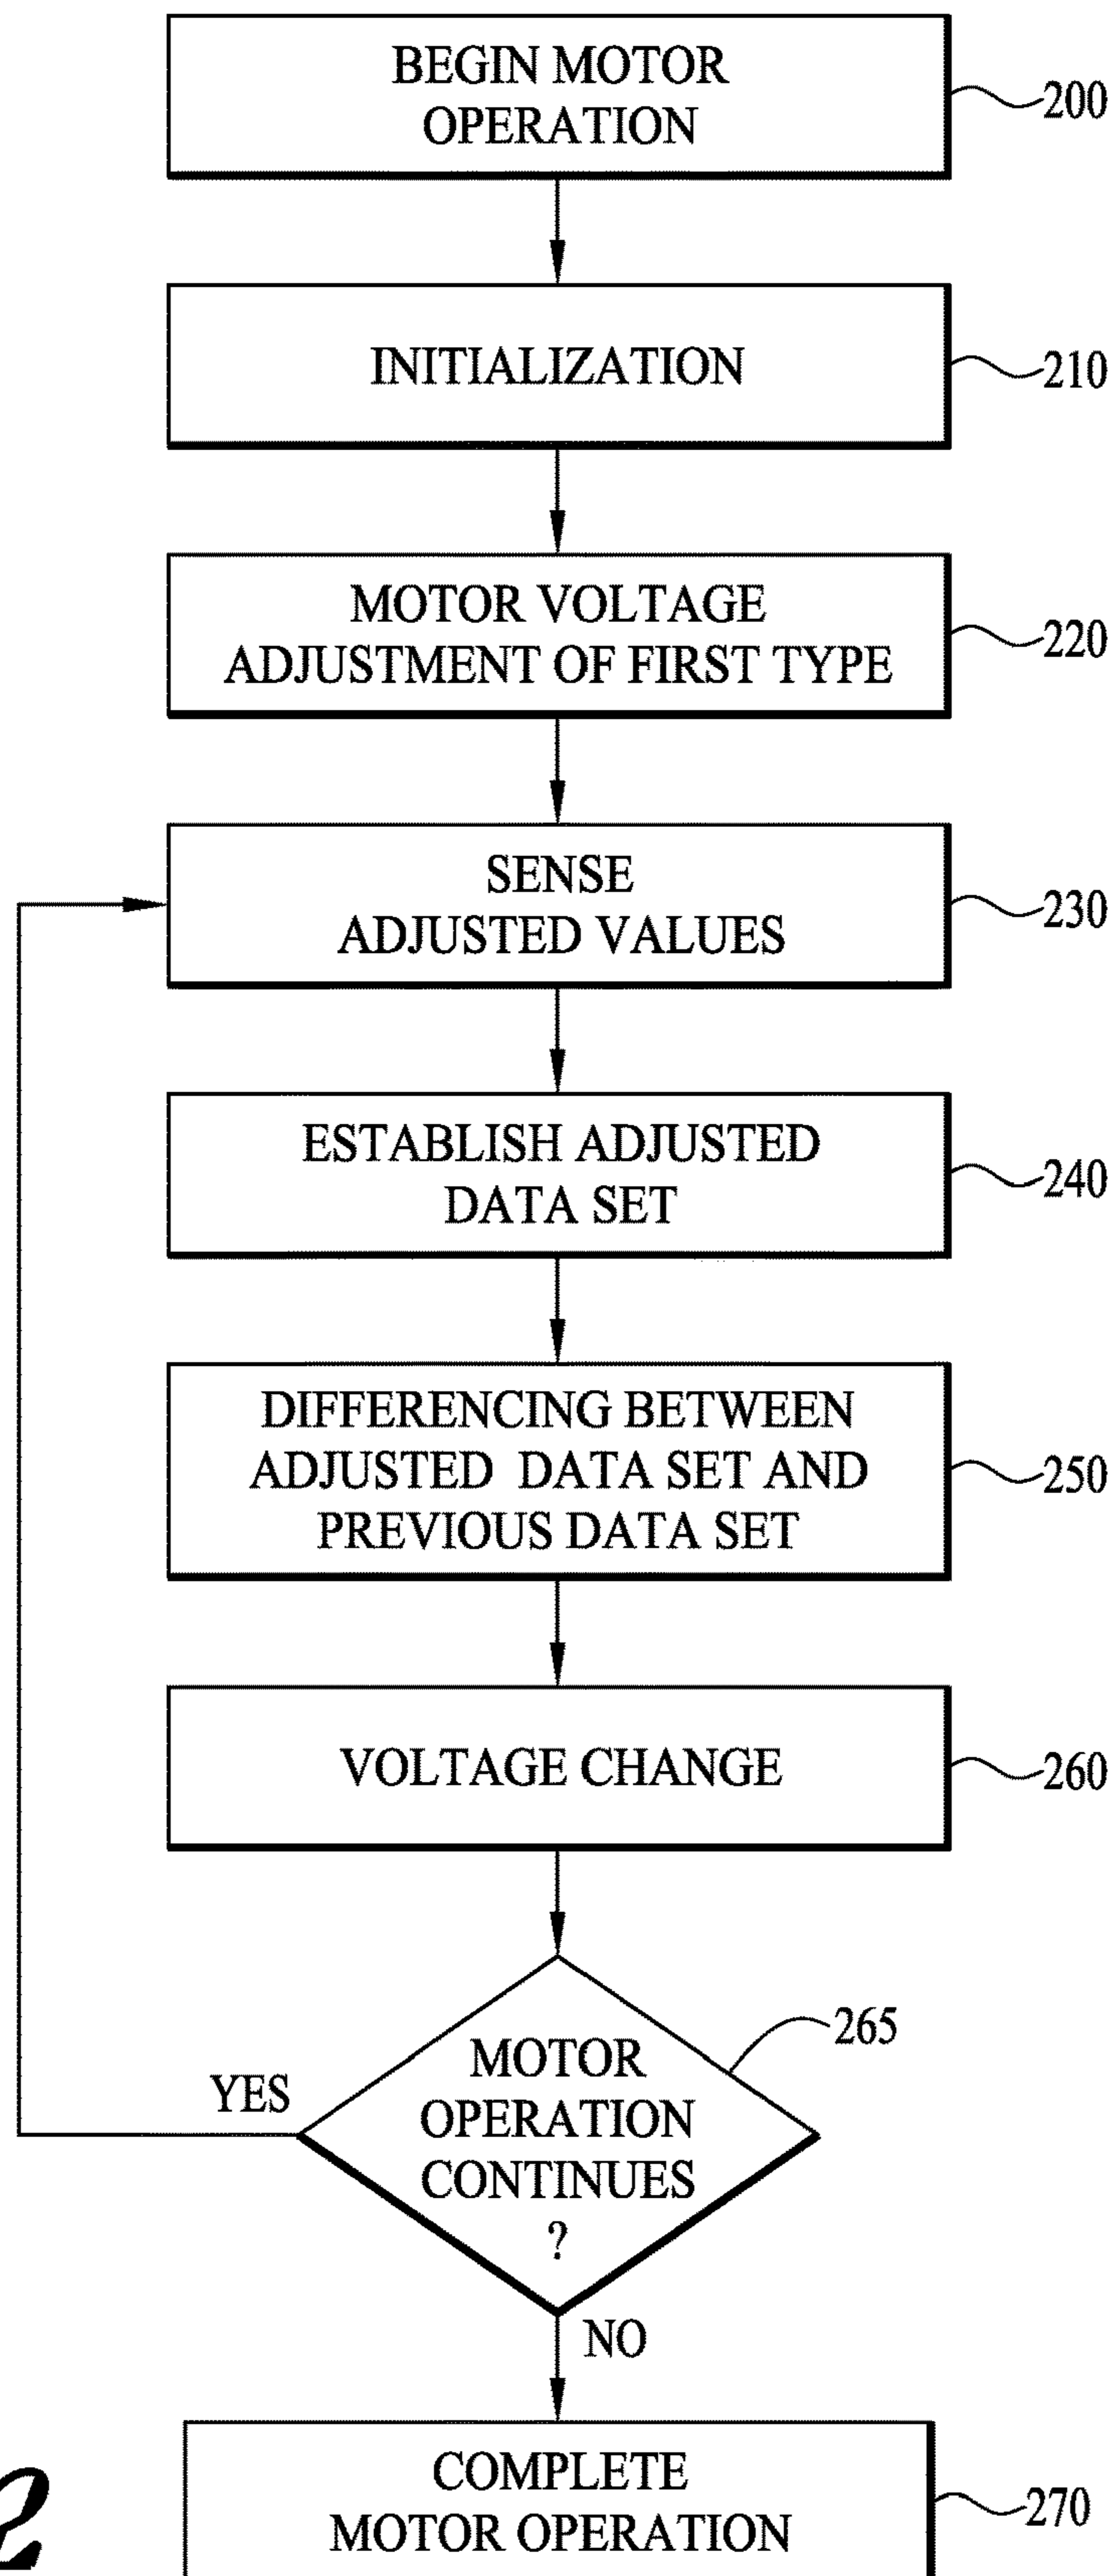 BEGIN MOTOR
OPERATION
200
INITIALIZATION
210
MOTOR VOLTAGE
ADJUSTMENT OF FIRST TYPE
220
SENSE
ADJUSTED VALUES
230
ESTABLISH ADJUSTED
DATA SET
240
DIFFERENCING BETWEEN
ADJUSTED DATA SET AND
PREVIOUS DATA SET
250
VOLTAGE CHANGE
260
265
MOTOR
OPERATION
CONTINUES
?
YES
NO
COMPLETE
MOTOR OPERATION
270
2